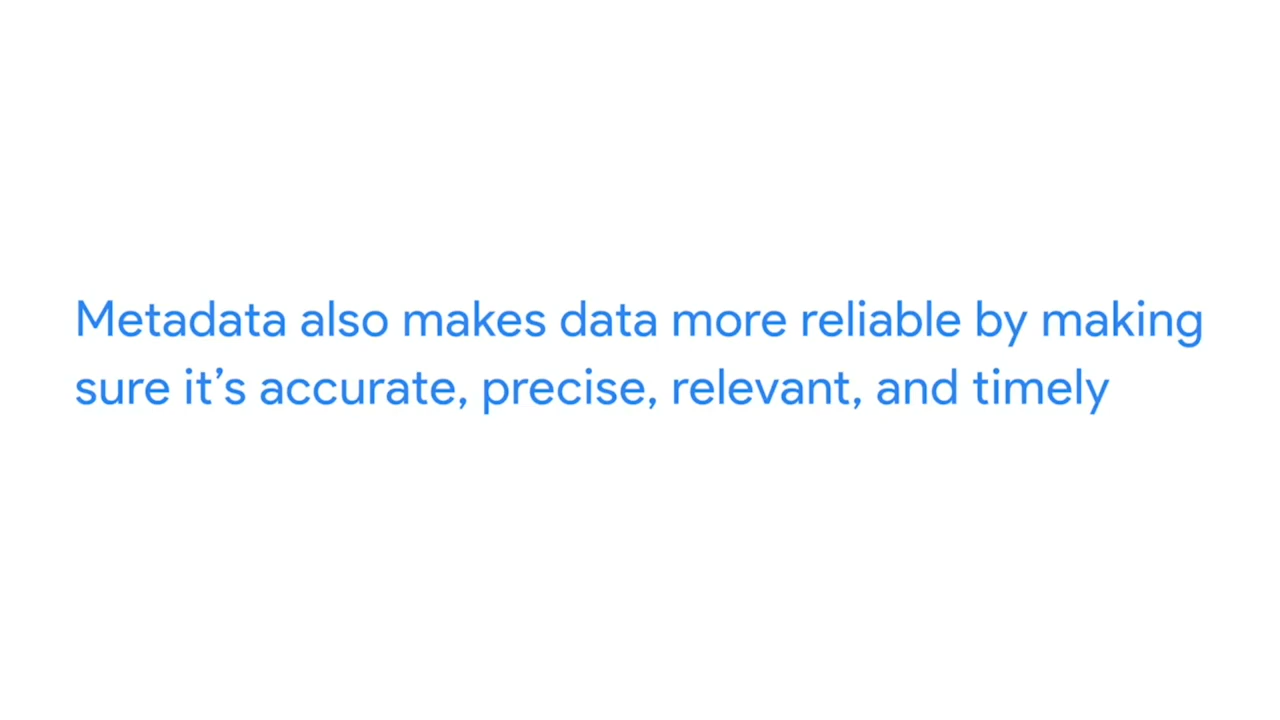 Metadata also makes data more reliable by making
sure it’s accurate, precise, relevant, and timely